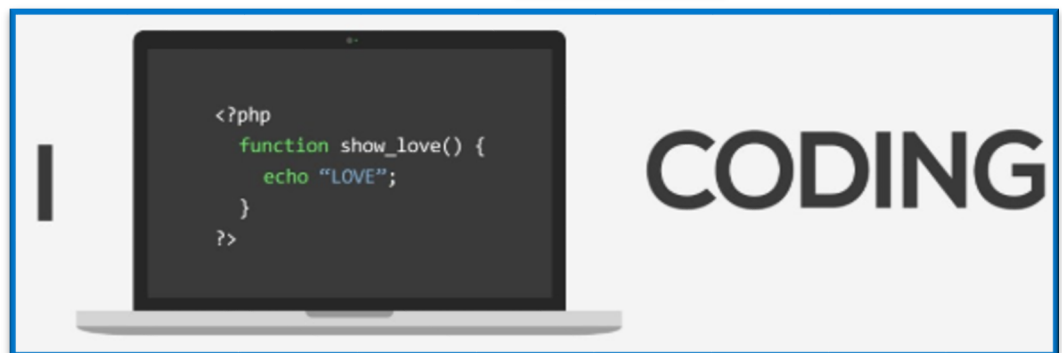 I
<?php
function show_love() {
echo “LOVE”;
}
?>
CODING